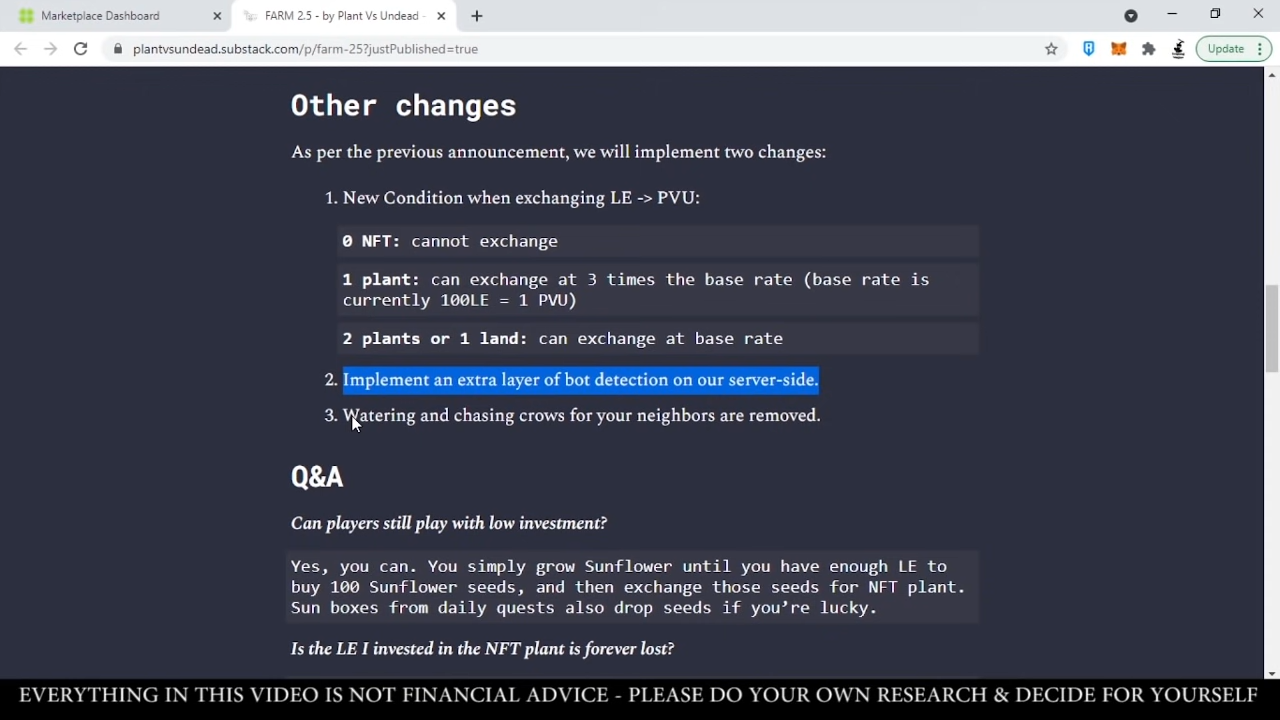 Marketplace Dashboard
FARM 2.5 - by Plant Vs Undead -
plantvsundead.substack.com/p/farm-25?justPublished=true
Update
Other changes
As per the previous announcement, we will implement two changes:
1. New Condition when exchanging LE -> PVU:
0 NFT: cannot exchange
1 plant: can exchange at 3 times the base rate (base rate is
currently 100LE = 1 PVU)
2 plants or 1 land: can exchange at base rate
2. Implement an extra layer of bot detection on our server-side.
3. Watering and chasing crows for your neighbors are removed.
Q&A
Can players still play with low investment?
Yes, you can. You simply grow Sunflower until you have enough LE to
buy 100 Sunflower seeds, and then exchange those seeds for NFT plant.
Sun boxes from daily quests also drop seeds if you’re lucky.
Is the LE I invested in the NFT plant is forever lost?
EVERYTHING IN THIS VIDEO IS NOT FINANCIAL ADVICE - PLEASE DO YOUR OWN RESEARCH & DECIDE FOR YOURSELF